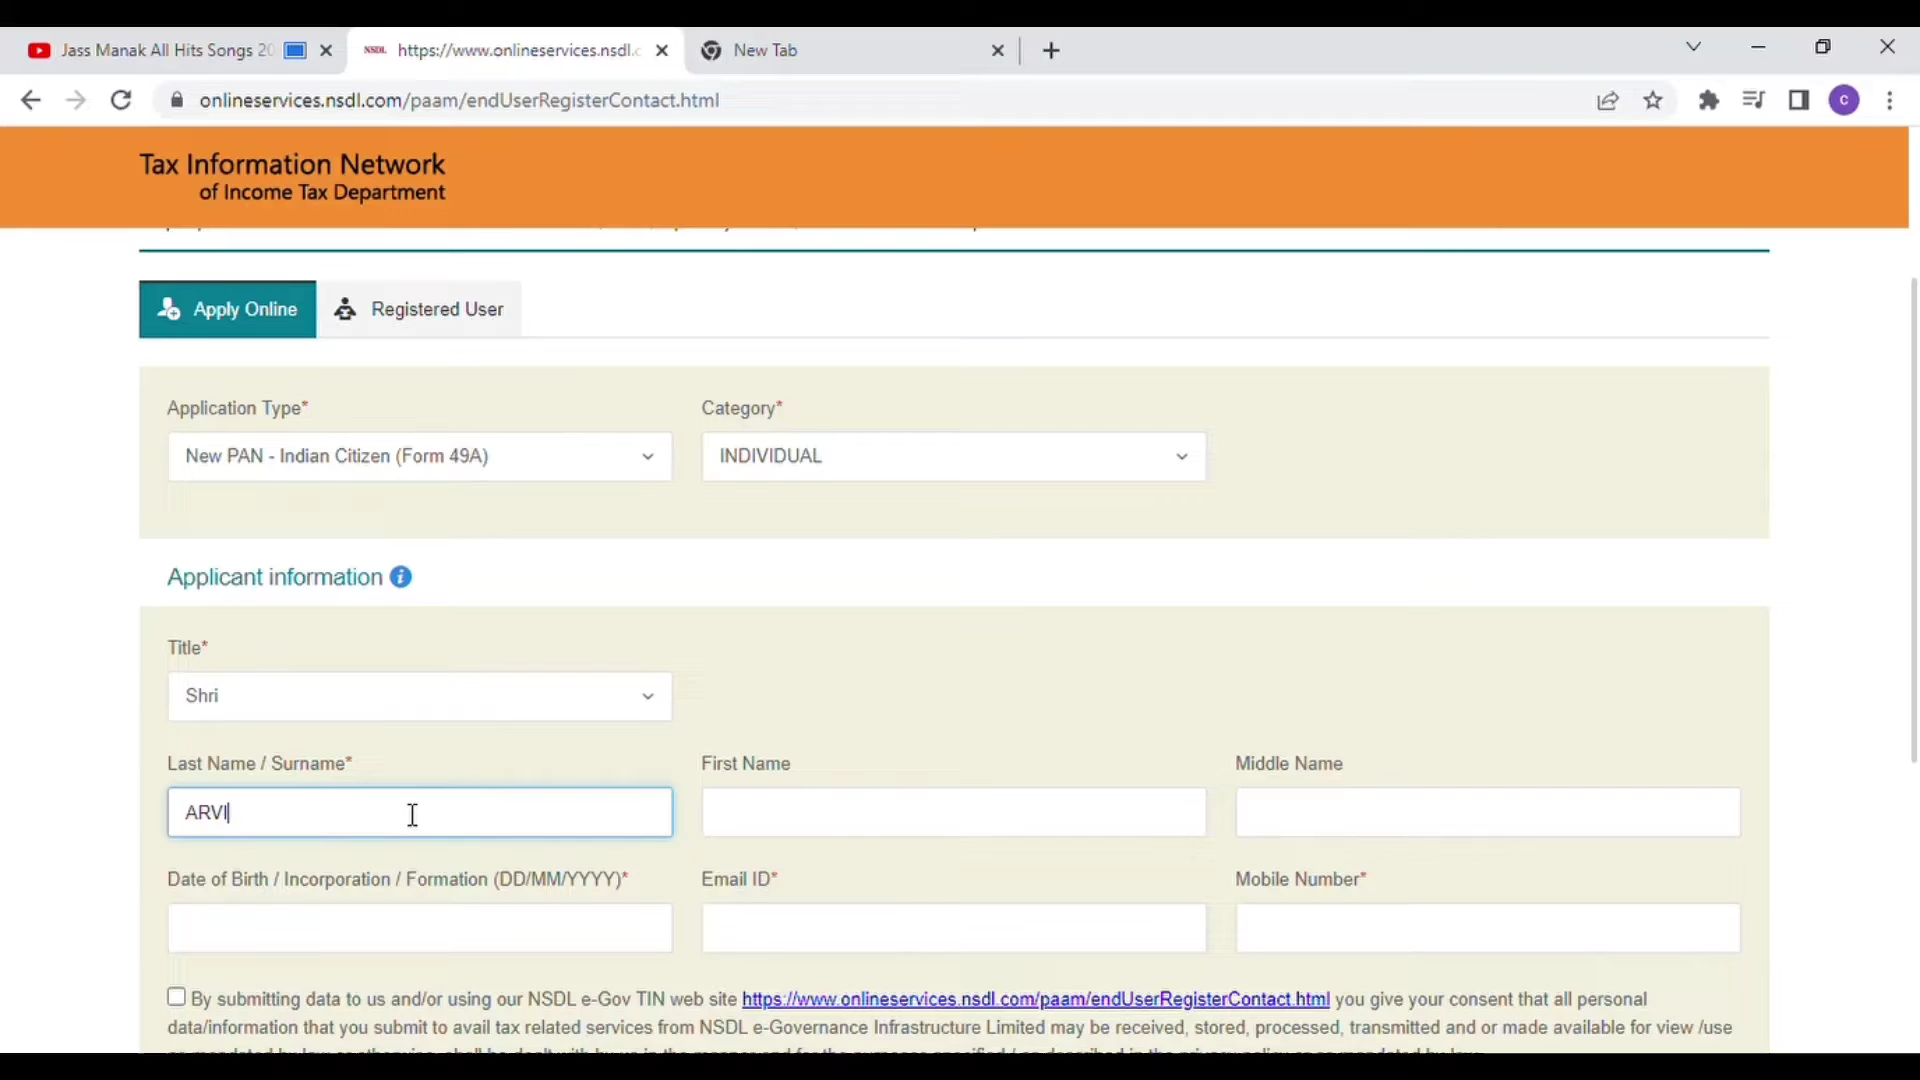 Jass Manak All Hits Songs 20
NSDL https://www.onlineservices.nsdl.c
New Tab
onlineservices.nsdl.com/paam/endUserRegisterContact.html
c
Tax Information Network
of Income Tax Department
Apply Online
Registered User
Application Type*
Category*
New PAN - Indian Citizen (Form 49A)
INDIVIDUAL
Applicant information i
Title*
Shri
Last Name / Surname*
First Name
Middle Name
ARVI
Date of Birth / Incorporation / Formation (DD/MM/YYYY)*
Email ID*
Mobile Number*
By submitting data to us and/or using our NSDL e-Gov TIN web site https://www.onlineservices.nsdl.com/paam/endUserRegisterContact.html you give your consent that all personal
data/information that you submit to avail tax related services from NSDL e-Governance Infrastructure Limited may be received, stored, processed, transmitted and or made available for view /use